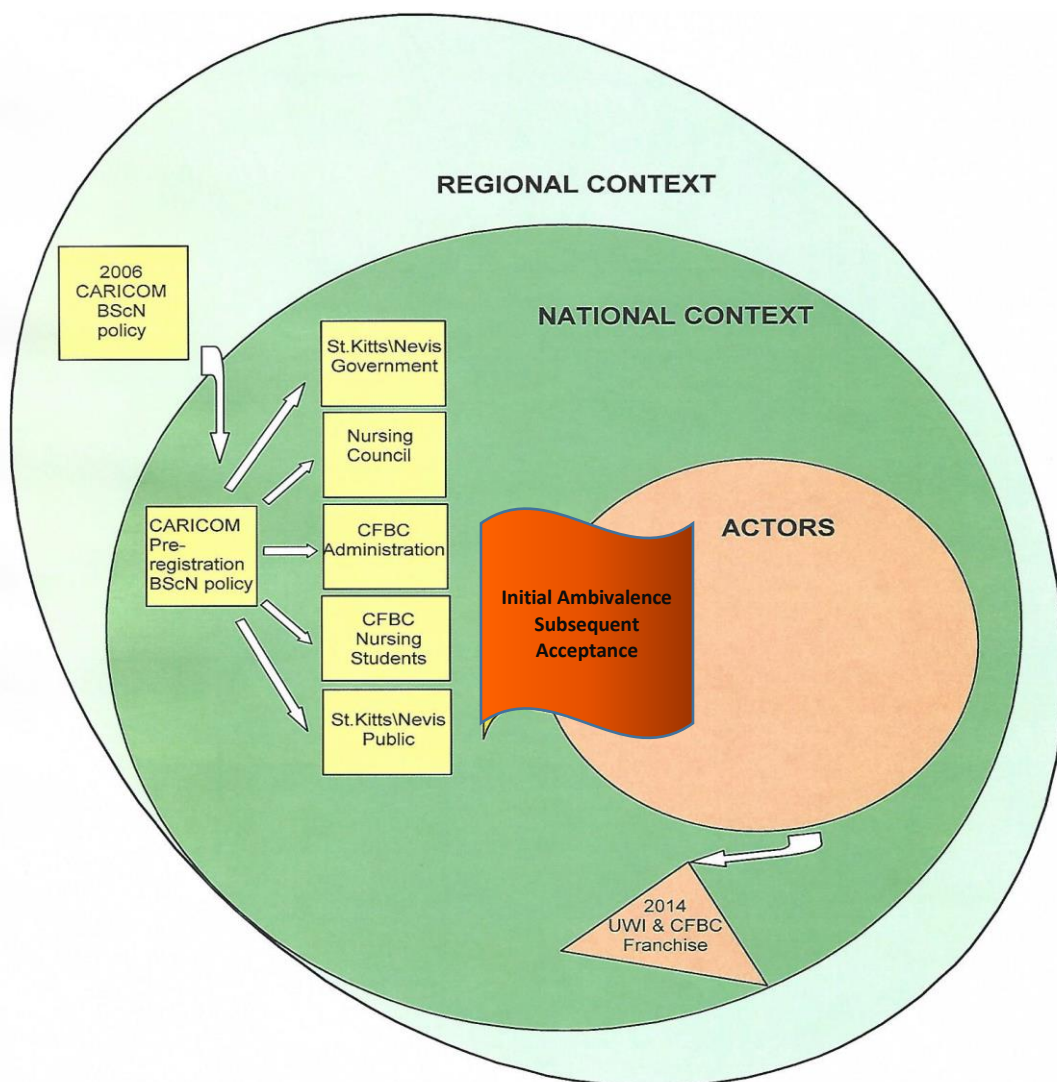 REGIONAL CONTEXT
2006
CARICOM
BScN
policy
NATIONAL CONTEXT
St.Kitts\Nevis
Government
Nursing
Council
CARICOM
Pre-
registration
BScN policy
CFBC
Administration
CFBC
Nursing
Students
St.Kitts\Nevis
Public
ACTORS
Initial Ambivalence
Subsequent
Acceptance
2014
UWI & CFBC
Franchise